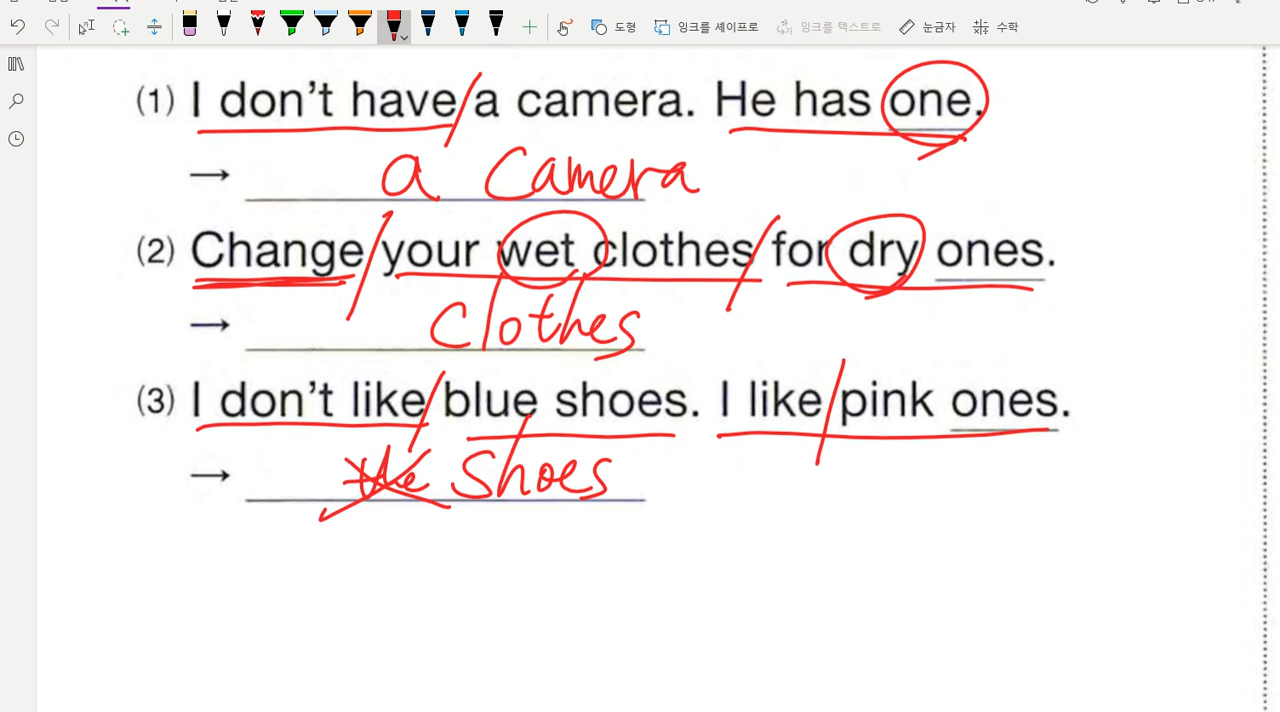 도형 잉크를 셰이프로 잉크를 텍스트로 눈금자 수학
(1) I don't have/a camera. He has one.
→ a camera
(2) Change/your wet clothes/for dry ones.
→ clothes
(3) I don't like/blue shoes. I like/pink ones.
→ shoes